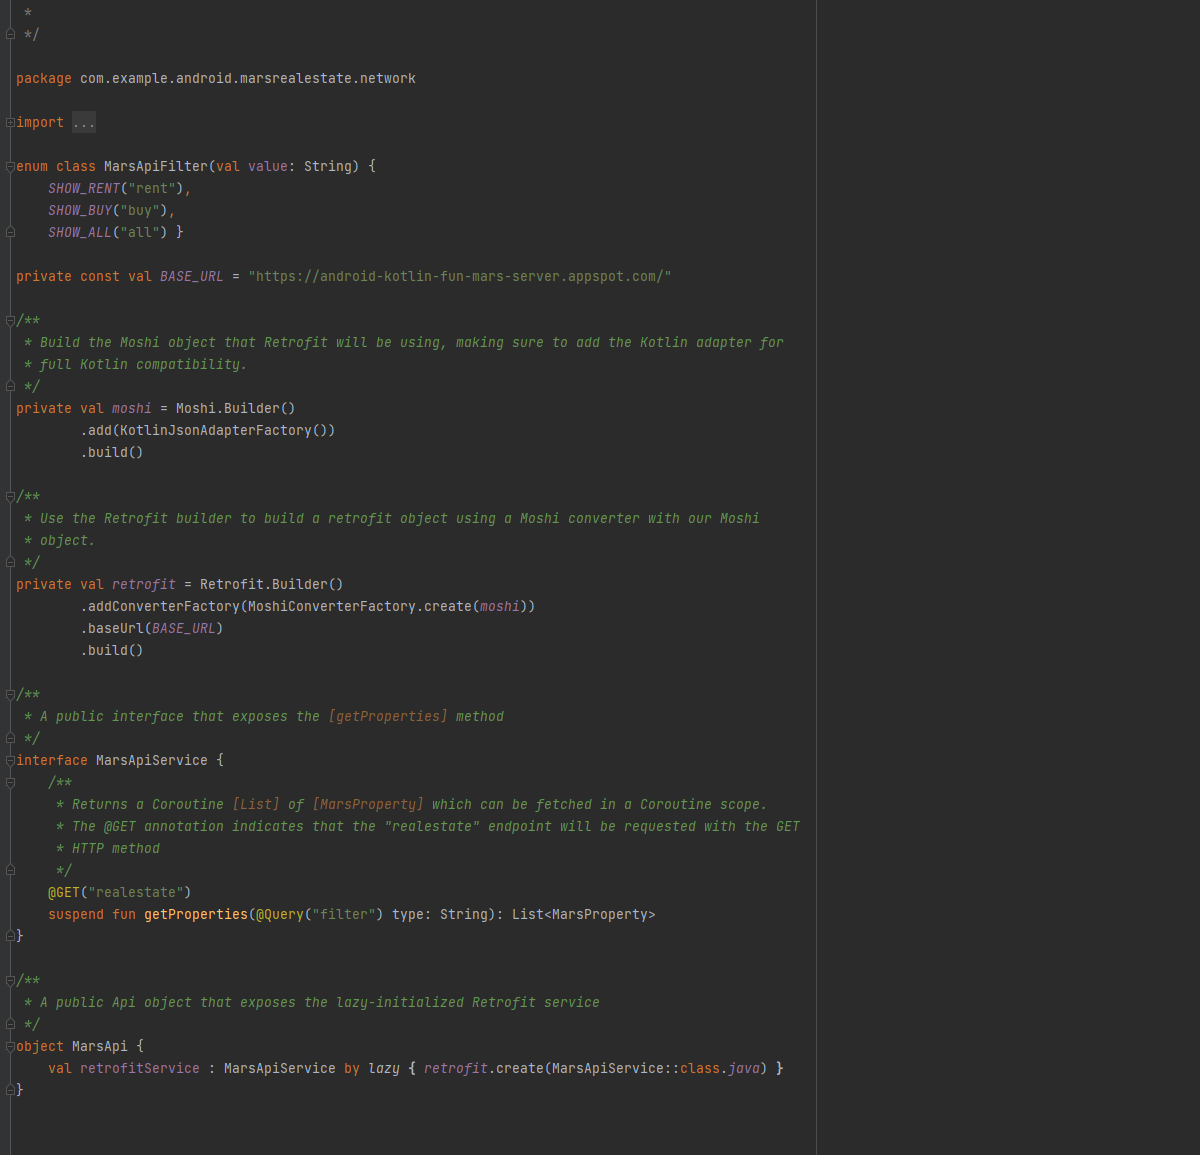 *
 */
package com.example.android.marsrealestate.network
import ...
enum class MarsApiFilter(val value: String) {
    SHOW_RENT("rent"),
    SHOW_BUY("buy"),
    SHOW_ALL("all") }
private const val BASE_URL = "https://android-kotlin-fun-mars-server.appspot.com/"
/**
 * Build the Moshi object that Retrofit will be using, making sure to add the Kotlin adapter for
 * full Kotlin compatibility.
 */
private val moshi = Moshi.Builder()
        .add(KotlinJsonAdapterFactory())
        .build()
/**
 * Use the Retrofit builder to build a retrofit object using a Moshi converter with our Moshi
 * object.
 */
private val retrofit = Retrofit.Builder()
        .addConverterFactory(MoshiConverterFactory.create(moshi))
        .baseUrl(BASE_URL)
        .build()
/**
 * A public interface that exposes the [getProperties] method
 */
interface MarsApiService {
    /**
     * Returns a Coroutine [List] of [MarsProperty] which can be fetched in a Coroutine scope.
     * The @GET annotation indicates that the "realestate" endpoint will be requested with the GET
     * HTTP method
     */
    @GET("realestate")
    suspend fun getProperties(@Query("filter") type: String): List<MarsProperty>
}
/**
 * A public Api object that exposes the lazy-initialized Retrofit service
 */
object MarsApi {
    val retrofitService : MarsApiService by lazy { retrofit.create(MarsApiService::class.java) }
}